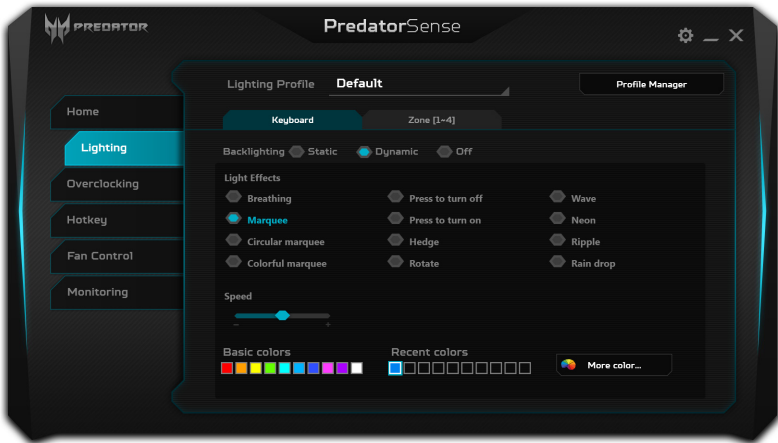 PREDATOR
PredatorSense
Lighting Profile Default
Profile Manager
Home
Lighting
Overclocking
Hotkey
Fan Control
Monitoring
Keyboard
Zone [1~4]
Backlighting Static Dynamic Off
Light Effects
Breathing Press to turn off Wave
Marquee Press to turn on Neon
Circular marquee Hedge Ripple
Colorful marquee Rotate Rain drop
Speed
– +
Basic colors Recent colors
More color...